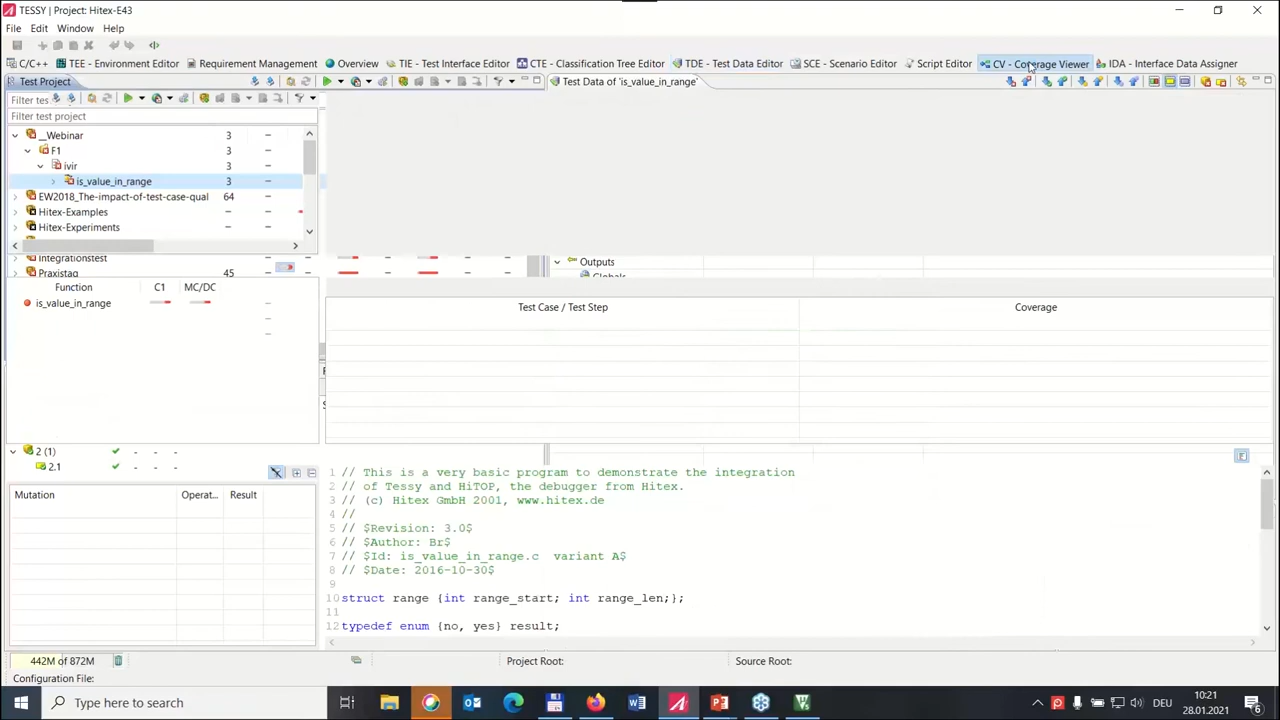 TESSY | Project: Hitex-E43
File Edit Window Help
C/C++ TEE - Environment Editor Requirement Management Overview TIE - Test Interface Editor CTE - Classification Tree Editor TDE - Test Data Editor SCE - Scenario Editor Script Editor CV - Coverage Viewer IDA - Interface Data Assigner
Test Project
Test Data of 'is_value_in_range'
Filter tes
Filter test project
__Webinar 3 –
F1 3 –
ivir 3 –
is_value_in_range 3 –
EW2018_The-impact-of-test-case-qual 64 –
Hitex-Examples – –
Hitex-Experiments – –
Integrationstest – –
Praxistag 45 –
Outputs
Globals
Function C1 MC/DC
is_value_in_range –
Test Case / Test Step Coverage
2 (1) - - -
2.1 - - -
Mutation Operat... Result
1 // This is a very basic program to demonstrate the integration
2 // of Tessy and HiTOP, the debugger from Hitex.
3 // (c) Hitex GmbH 2001, www.hitex.de
4 //
5 // $Revision: 3.0$
6 // $Author: Br$
7 // $Id: is_value_in_range.c variant A$
8 // $Date: 2016-10-30$
9
10 struct range {int range_start; int range_len;};
11
12 typedef enum {no, yes} result;
442M of 872M Project Root: Source Root:
Configuration File:
Type here to search
DEU 10:21
28.01.2021
6